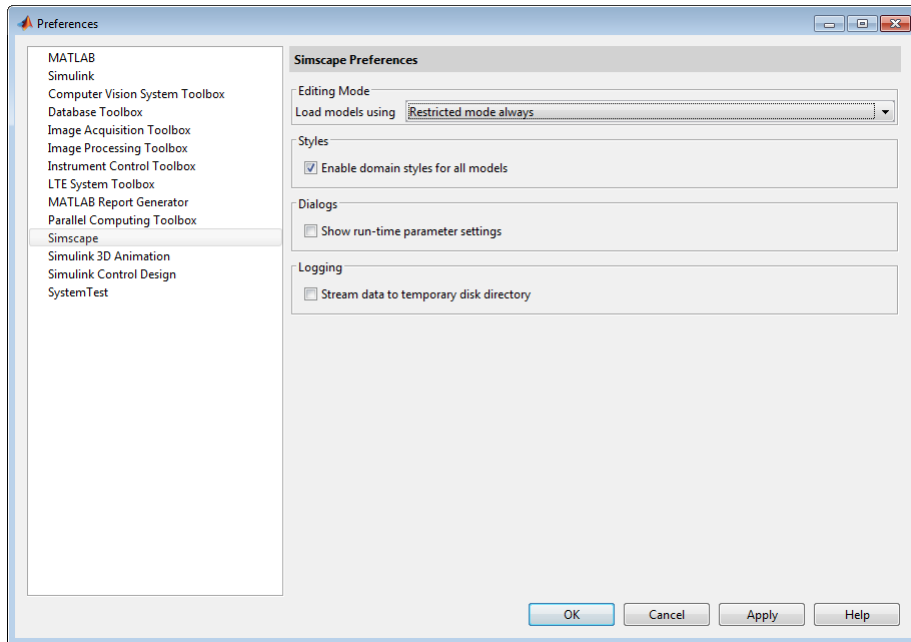 Preferences
MATLAB
Simulink
Computer Vision System Toolbox
Database Toolbox
Image Acquisition Toolbox
Image Processing Toolbox
Instrument Control Toolbox
LTE System Toolbox
MATLAB Report Generator
Parallel Computing Toolbox
Simscape
Simulink 3D Animation
Simulink Control Design
SystemTest
Simscape Preferences
Editing Mode
Load models using Restricted mode always
Styles
Enable domain styles for all models
Dialogs
Show run-time parameter settings
Logging
Stream data to temporary disk directory
OK Cancel Apply Help